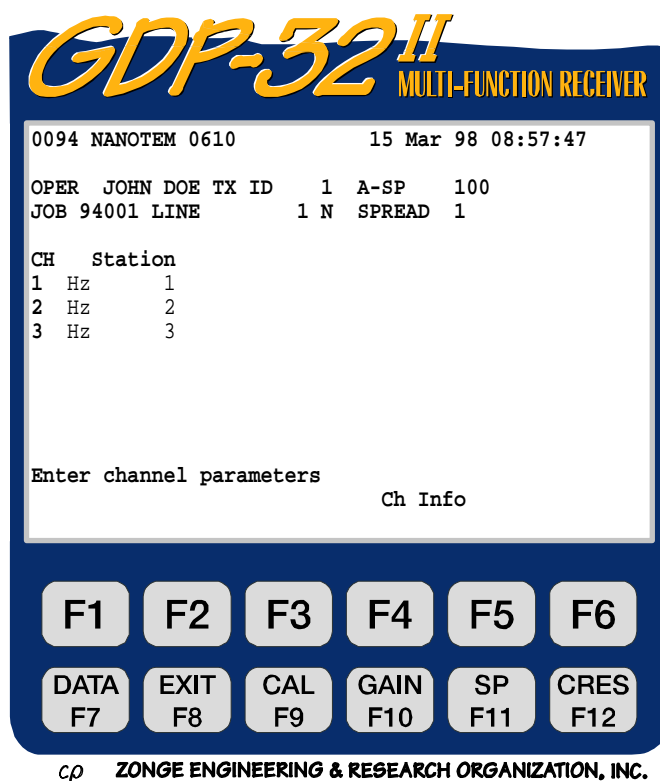 GDP-32 II
MULTI-FUNCTION RECEIVER
0094 NANOTEM 0610 15 Mar 98 08:57:47
OPER JOHN DOE TX ID 1 A-SP 100
JOB 94001 LINE 1 N SPREAD 1
CH Station
1 Hz 1
2 Hz 2
3 Hz 3
Enter channel parameters
Ch Info
F1 F2 F3 F4 F5 F6
DATA EXIT CAL GAIN SP CRES
F7 F8 F9 F10 F11 F12
cρ ZONGE ENGINEERING & RESEARCH ORGANIZATION, INC.